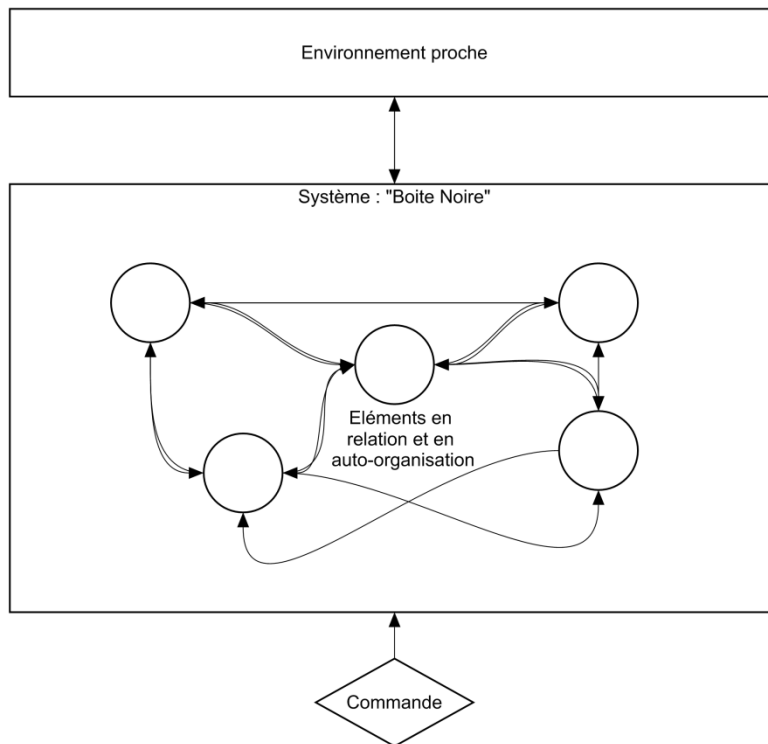 Environnement proche
Système : "Boite Noire"
Eléments en
relation et en
auto-organisation
Commande